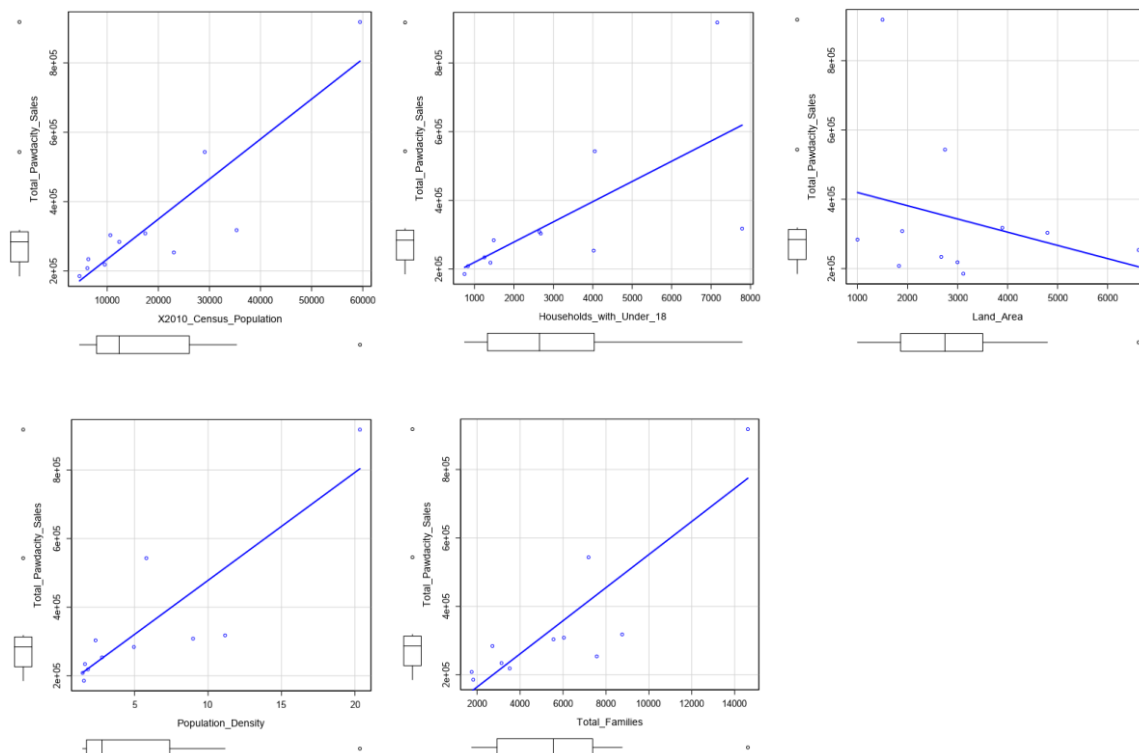 8e+05
6e+05
4e+05
2e+05
Total_Pawdacity_Sales
10000 20000 30000 40000 50000 60000
X2010_Census_Population
8e+05
6e+05
4e+05
2e+05
Total_Pawdacity_Sales
1000 2000 3000 4000 5000 6000 7000 8000
Households_with_Under_18
8e+05
6e+05
4e+05
2e+05
Total_Pawdacity_Sales
1000 2000 3000 4000 5000 6000
Land_Area
8e+05
6e+05
4e+05
2e+05
Total_Pawdacity_Sales
5 10 15 20
Population_Density
8e+05
6e+05
4e+05
2e+05
Total_Pawdacity_Sales
2000 4000 6000 8000 10000 12000 14000
Total_Families